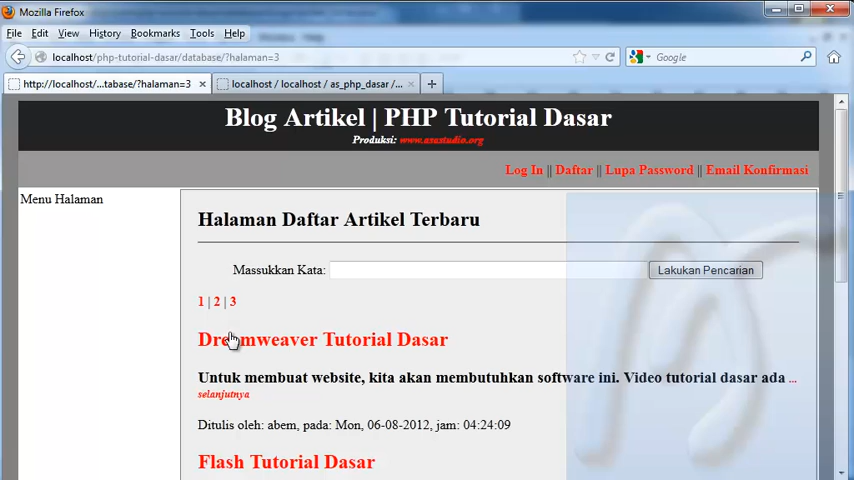 Mozilla Firefox
File Edit View History Bookmarks Tools Help
localhost/php-tutorial-dasar/database/?halaman=3
Google
http://localhost/...tabase/?halaman=3
localhost / localhost / as_php_dasar /...
Blog Artikel | PHP Tutorial Dasar
Produksi: www.asastudio.org
Log In || Daftar || Lupa Password || Email Konfirmasi
Menu Halaman
Halaman Daftar Artikel Terbaru
Massukkan Kata:
Lakukan Pencarian
1 | 2 | 3
Dreamweaver Tutorial Dasar
Untuk membuat website, kita akan membutuhkan software ini. Video tutorial dasar ada ...
selanjutnya
Ditulis oleh: abem, pada: Mon, 06-08-2012, jam: 04:24:09
Flash Tutorial Dasar